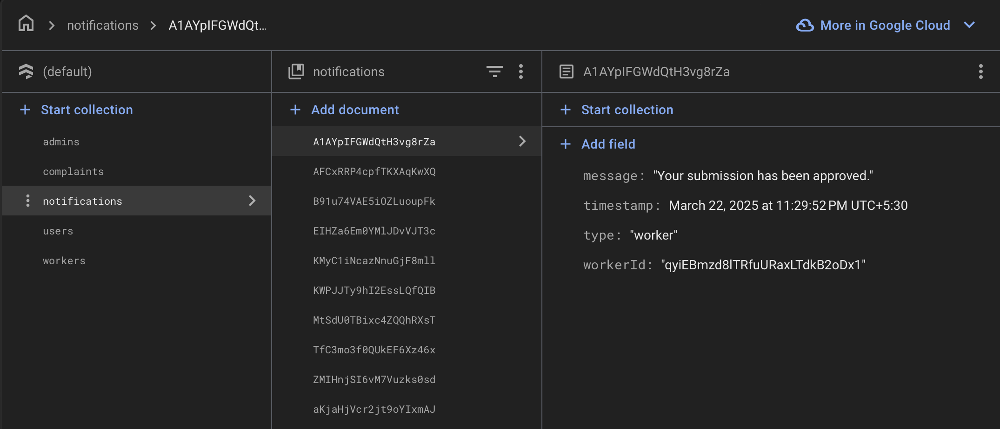 notifications
A1AYpIFGWdQt...
More in Google Cloud
(default)
notifications
A1AYpIFGWdQtH3vg8rZa
Start collection
Add document
Start collection
admins
complaints
notifications
users
workers
A1AYpIFGWdQtH3vg8rZa
AFCxRRP4cpfTKXAqKwXQ
B91u74VAE5iOZLuoupFk
EIHZa6Em0YMlJDvVJT3c
KMyC1iNcazNnuGjF8mll
KWPJJTy9hI2EssLQfQIB
MtSdU0TBixc4ZQQhRXsT
TfC3mo3f0QUkEF6Xz46x
ZMIHnjSI6vM7Vuzks0sd
aKjaHjVcr2jt9oYIxmAJ
Add field
message: "Your submission has been approved."
timestamp: March 22, 2025 at 11:29:52 PM UTC+5:30
type: "worker"
workerId: "qyiEBmzd8lTRfuURaxLTdkB2oDx1"